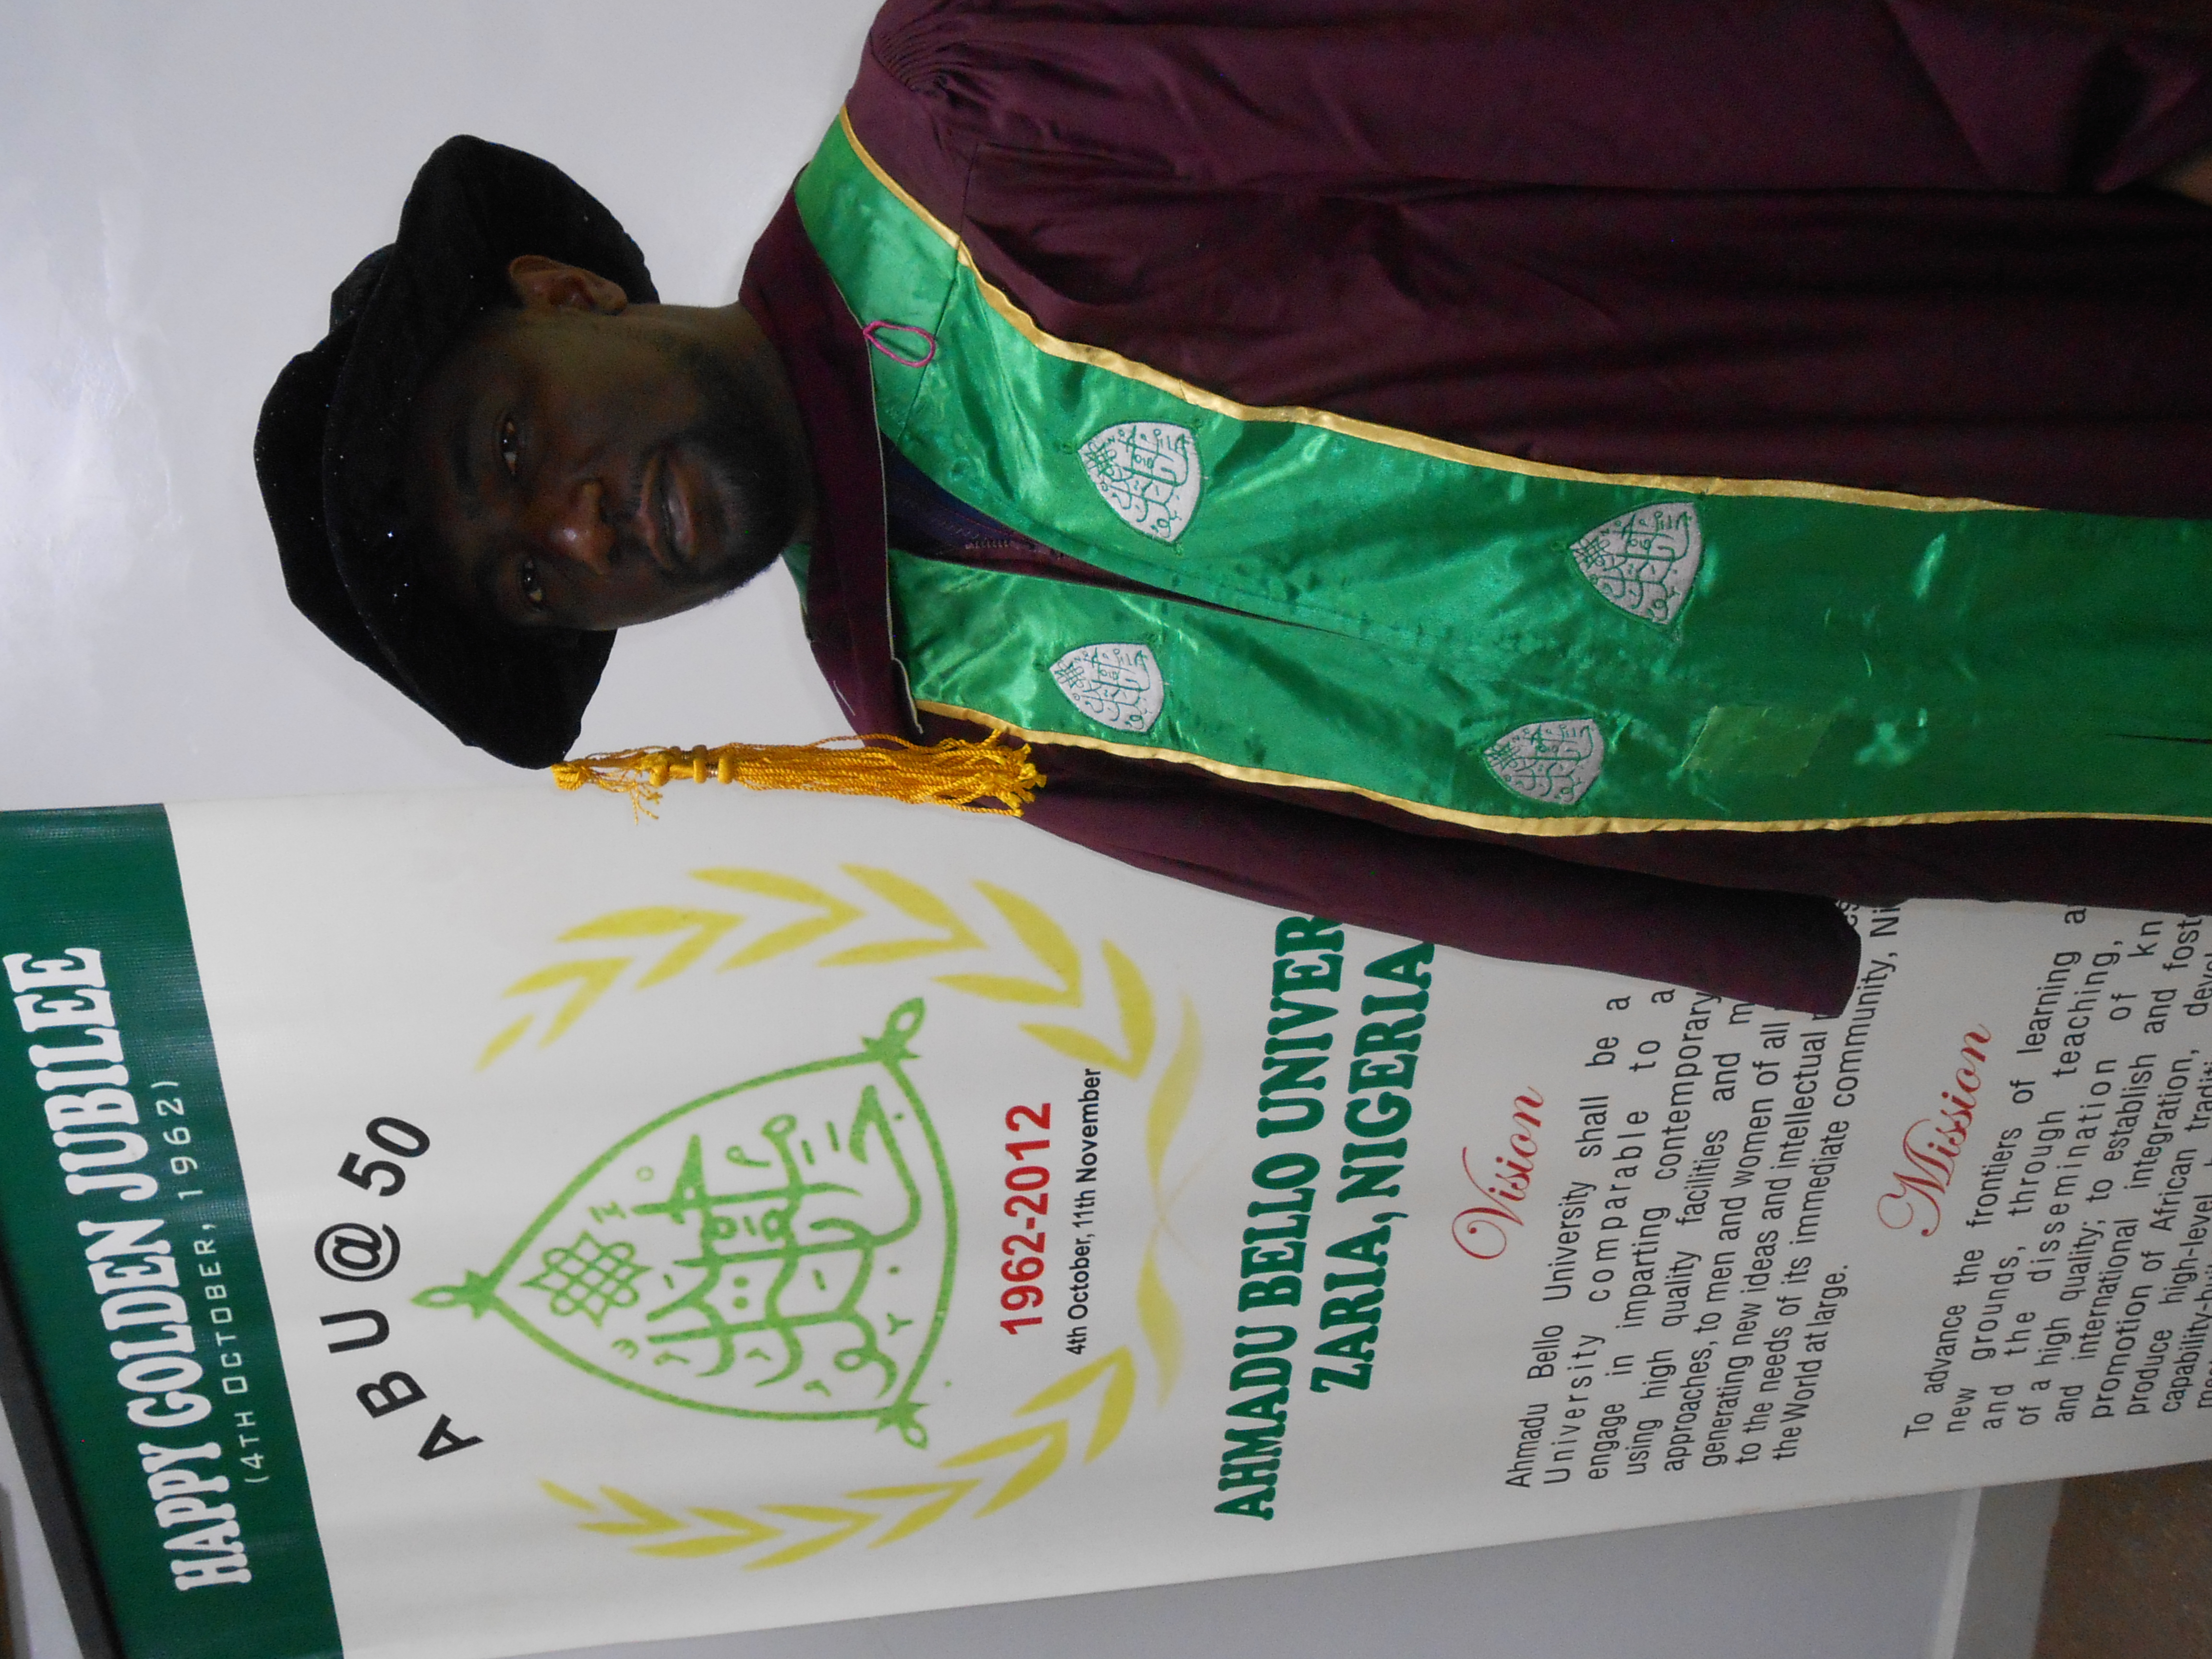 HAPPY GOLDEN JUBILEE
(4TH OCTOBER, 1962)
ABU @ 50
1962-2012
4th October, 11th November
AHMADU BELLO UNIVER
ZARIA, NIGERIA
Vision
Ahmadu Bello University shall be a
University comparable to a
engage in imparting contemporary
using high quality facilities and
approaches, to men and women of all
generating new ideas and intellectual
to the needs of its immediate community,
the World at large.
Mission
To advance the frontiers of learning
new grounds, through teaching,
and the dissemination of
of a high quality; to establish and
and international integration,
promotion of African
produce high-level